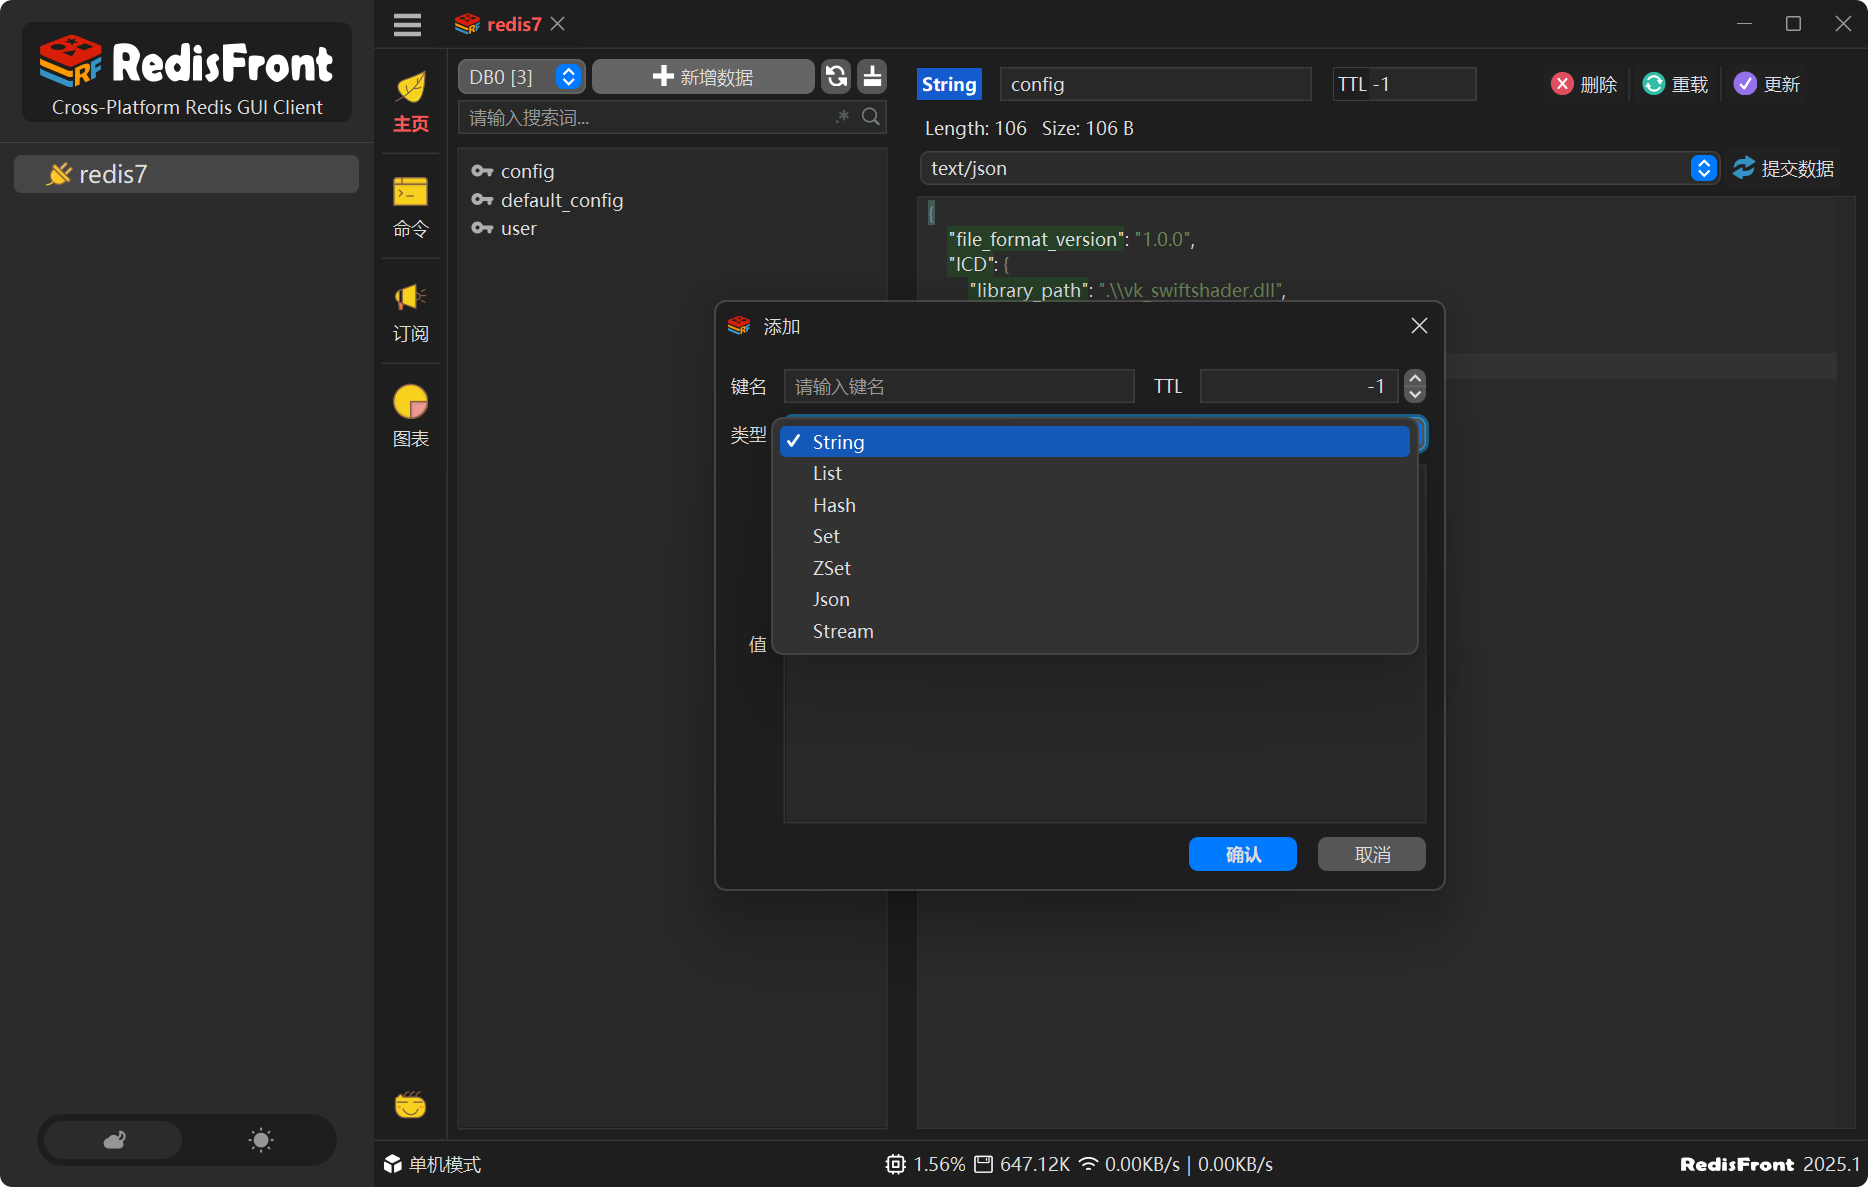 RedisFront
Cross-Platform Redis GUI Client
redis7
redis7
主页
命令
订阅
图表
DB0 [3]
新增数据
请输入搜索词...
.*
config
default_config
user
String
config
TTL -1
删除
重载
更新
Length: 106 Size: 106 B
text/json
提交数据
{
"file_format_version": "1.0.0",
"ICD": {
"library_path": ".\\vk_swiftshader.dll",
添加
键名
请输入键名
TTL
-1
类型
String
List
Hash
Set
ZSet
Json
Stream
值
确认
取消
单机模式
1.56% 647.12K 0.00KB/s | 0.00KB/s
RedisFront 2025.1